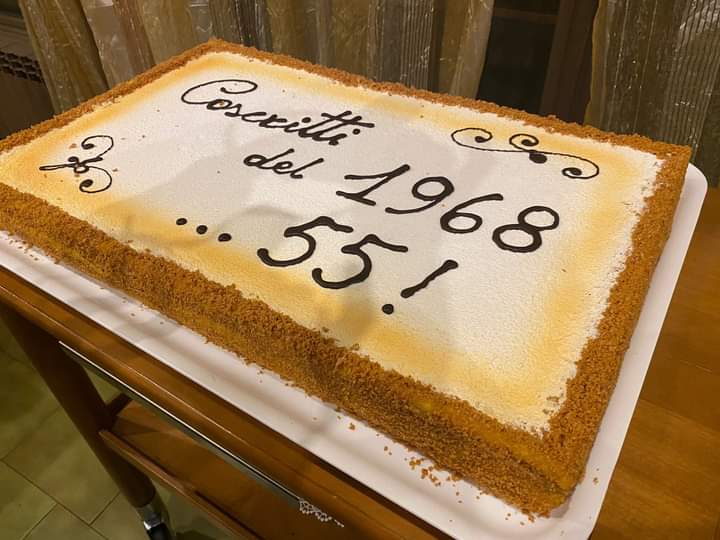 Coscritti
del 1968
... 55!